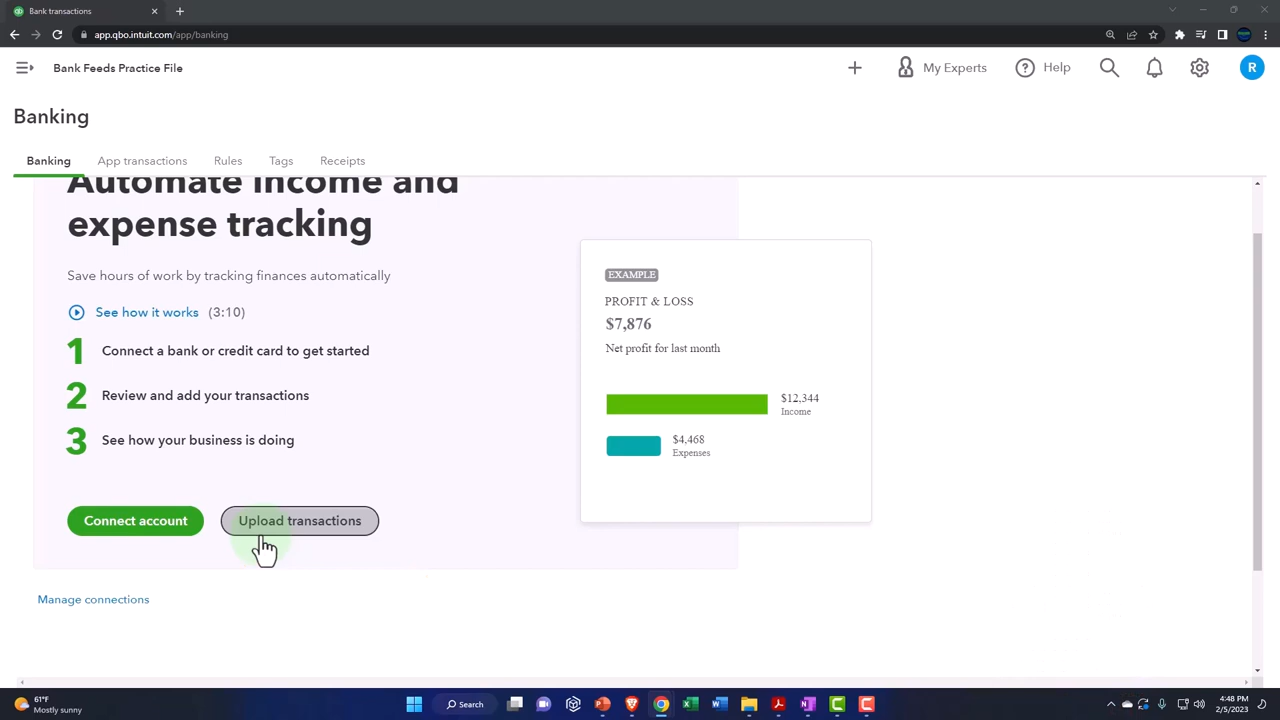 Bank transactions
app.qbo.intuit.com/app/banking
Bank Feeds Practice File
My Experts
Help
R
Banking
Banking
App transactions
Rules
Tags
Receipts
Automate income and
expense tracking
Save hours of work by tracking finances automatically
See how it works (3:10)
1 Connect a bank or credit card to get started
2 Review and add your transactions
3 See how your business is doing
Connect account
Upload transactions
Manage connections
EXAMPLE
PROFIT & LOSS
$7,876
Net profit for last month
$12,344
Income
$4,468
Expenses
61°F
Mostly sunny
Search
4:48 PM
2/5/2023